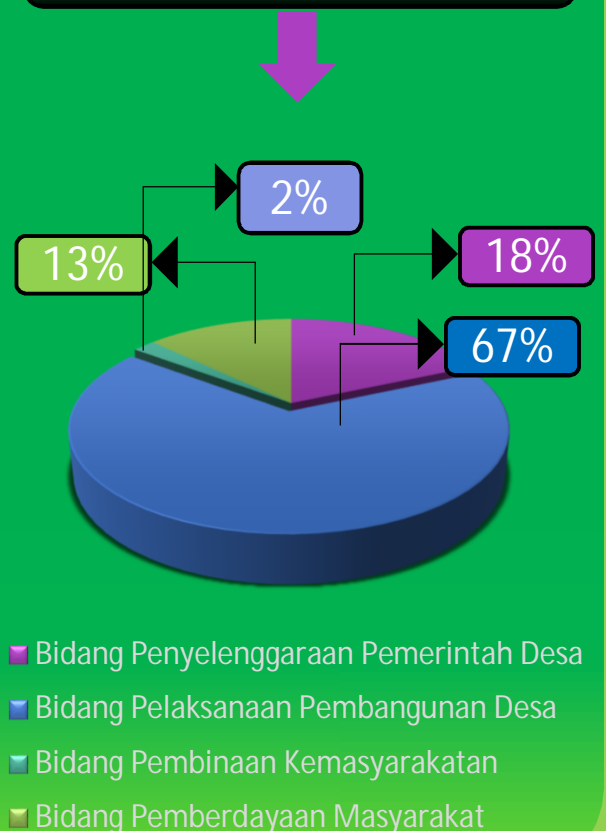 2%
13%
18%
67%
Bidang Penyelenggaraan Pemerintah Desa
Bidang Pelaksanaan Pembangunan Desa
Bidang Pembinaan Kemasyarakatan
Bidang Pemberdayaan Masyarakat